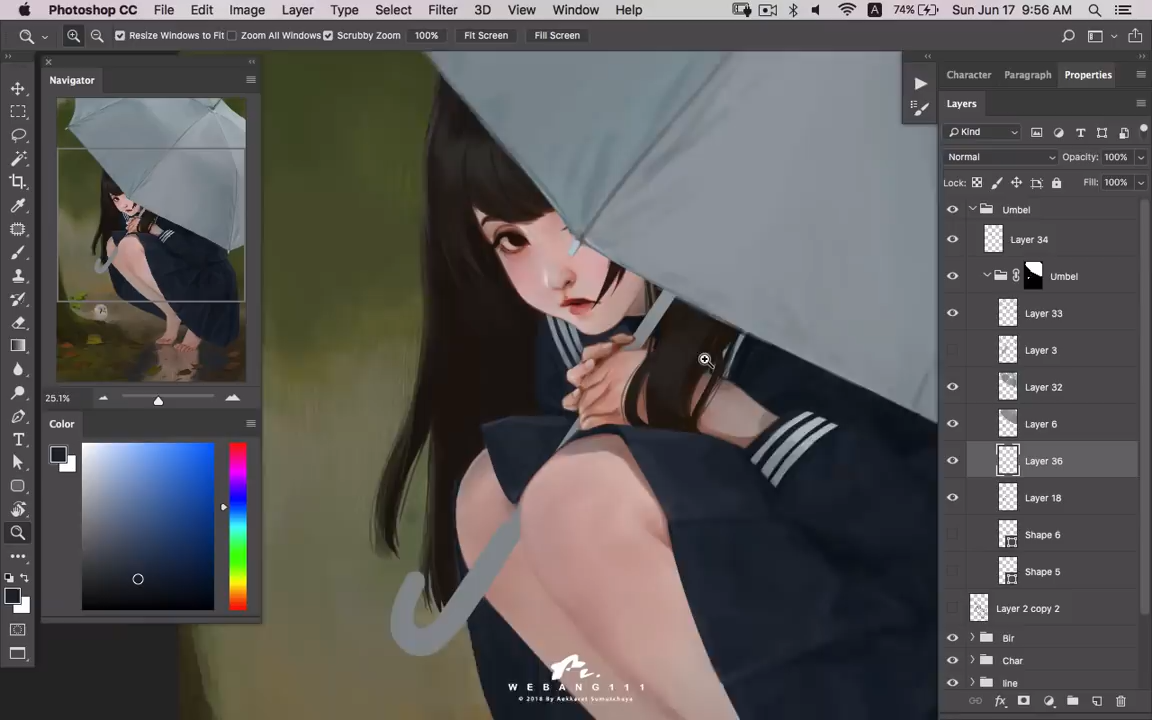 Photoshop CC File Edit Image Layer Type Select Filter 3D View Window Help A 74% Sun Jun 17 9:56 AM
Resize Windows to Fit Zoom All Windows Scrubby Zoom 100% Fit Screen Fill Screen
Navigator
25.1%
Color
Character Paragraph Properties
Layers
Kind
Normal Opacity: 100%
Lock: Fill: 100%
Umbel
Layer 34
Umbel
Layer 33
Layer 3
Layer 32
Layer 6
Layer 36
Layer 18
Shape 6
Shape 5
Layer 2 copy 2
Bir
Char
line
WEBANG111
© 2018 By Aekkarat Sumutchaya